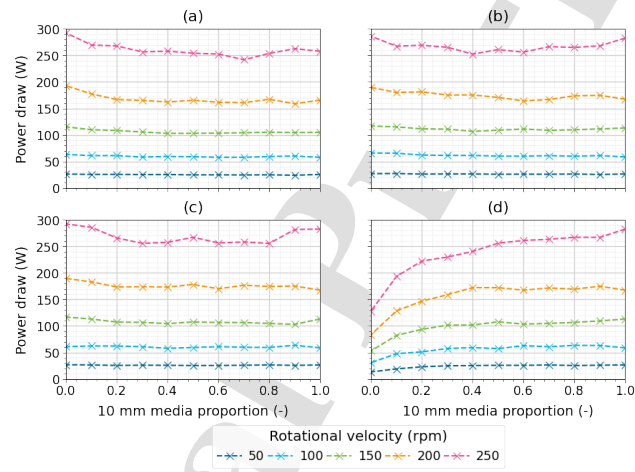 (a)
(b)
Power draw (W)
300
250
200
150
100
50
0
(c)
(d)
Power draw (W)
300
250
200
150
100
50
0
0.0 0.2 0.4 0.6 0.8 1.0
0.0 0.2 0.4 0.6 0.8 1.0
10 mm media proportion (-)
10 mm media proportion (-)
Rotational velocity (rpm)
50 100 150 200 250